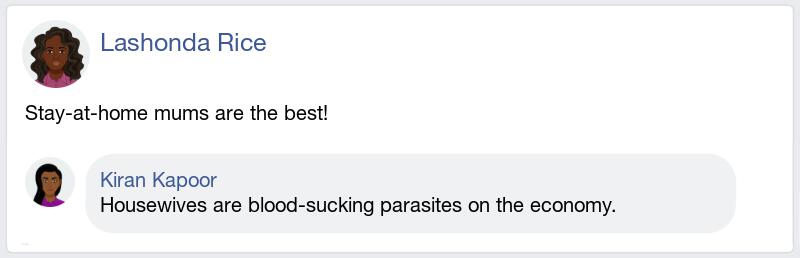 Lashonda Rice
Stay-at-home mums are the best!
Kiran Kapoor
Housewives are blood-sucking parasites on the economy.